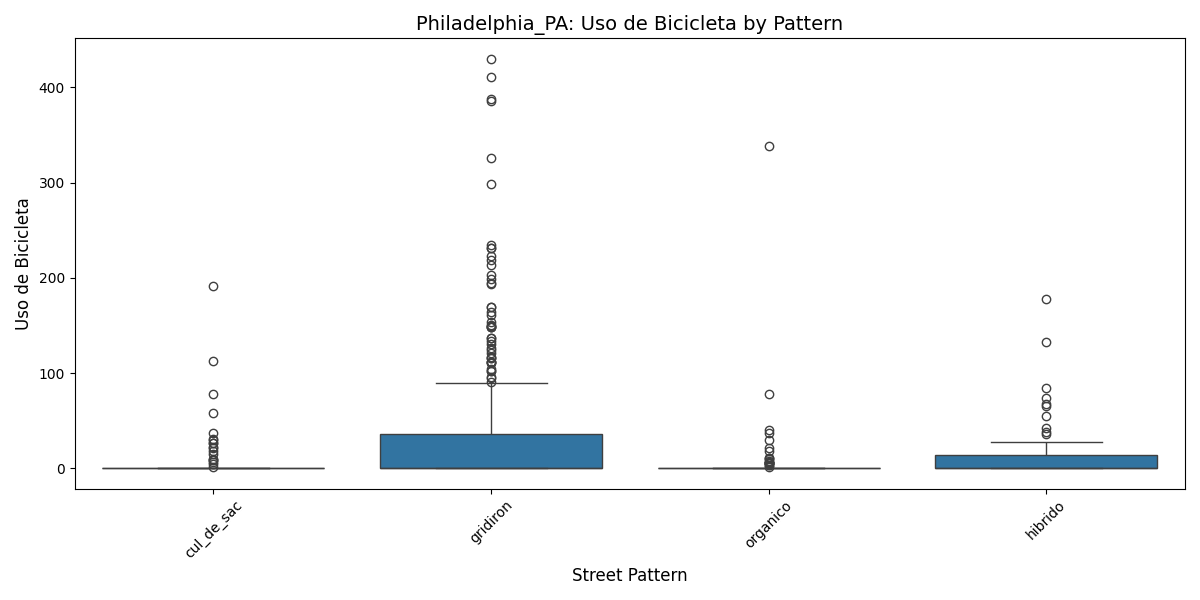 Philadelphia_PA: Uso de Bicicleta by Pattern
Uso de Bicicleta
400
300
200
100
0
cul_de_sac
gridiron
organico
hibrido
Street Pattern